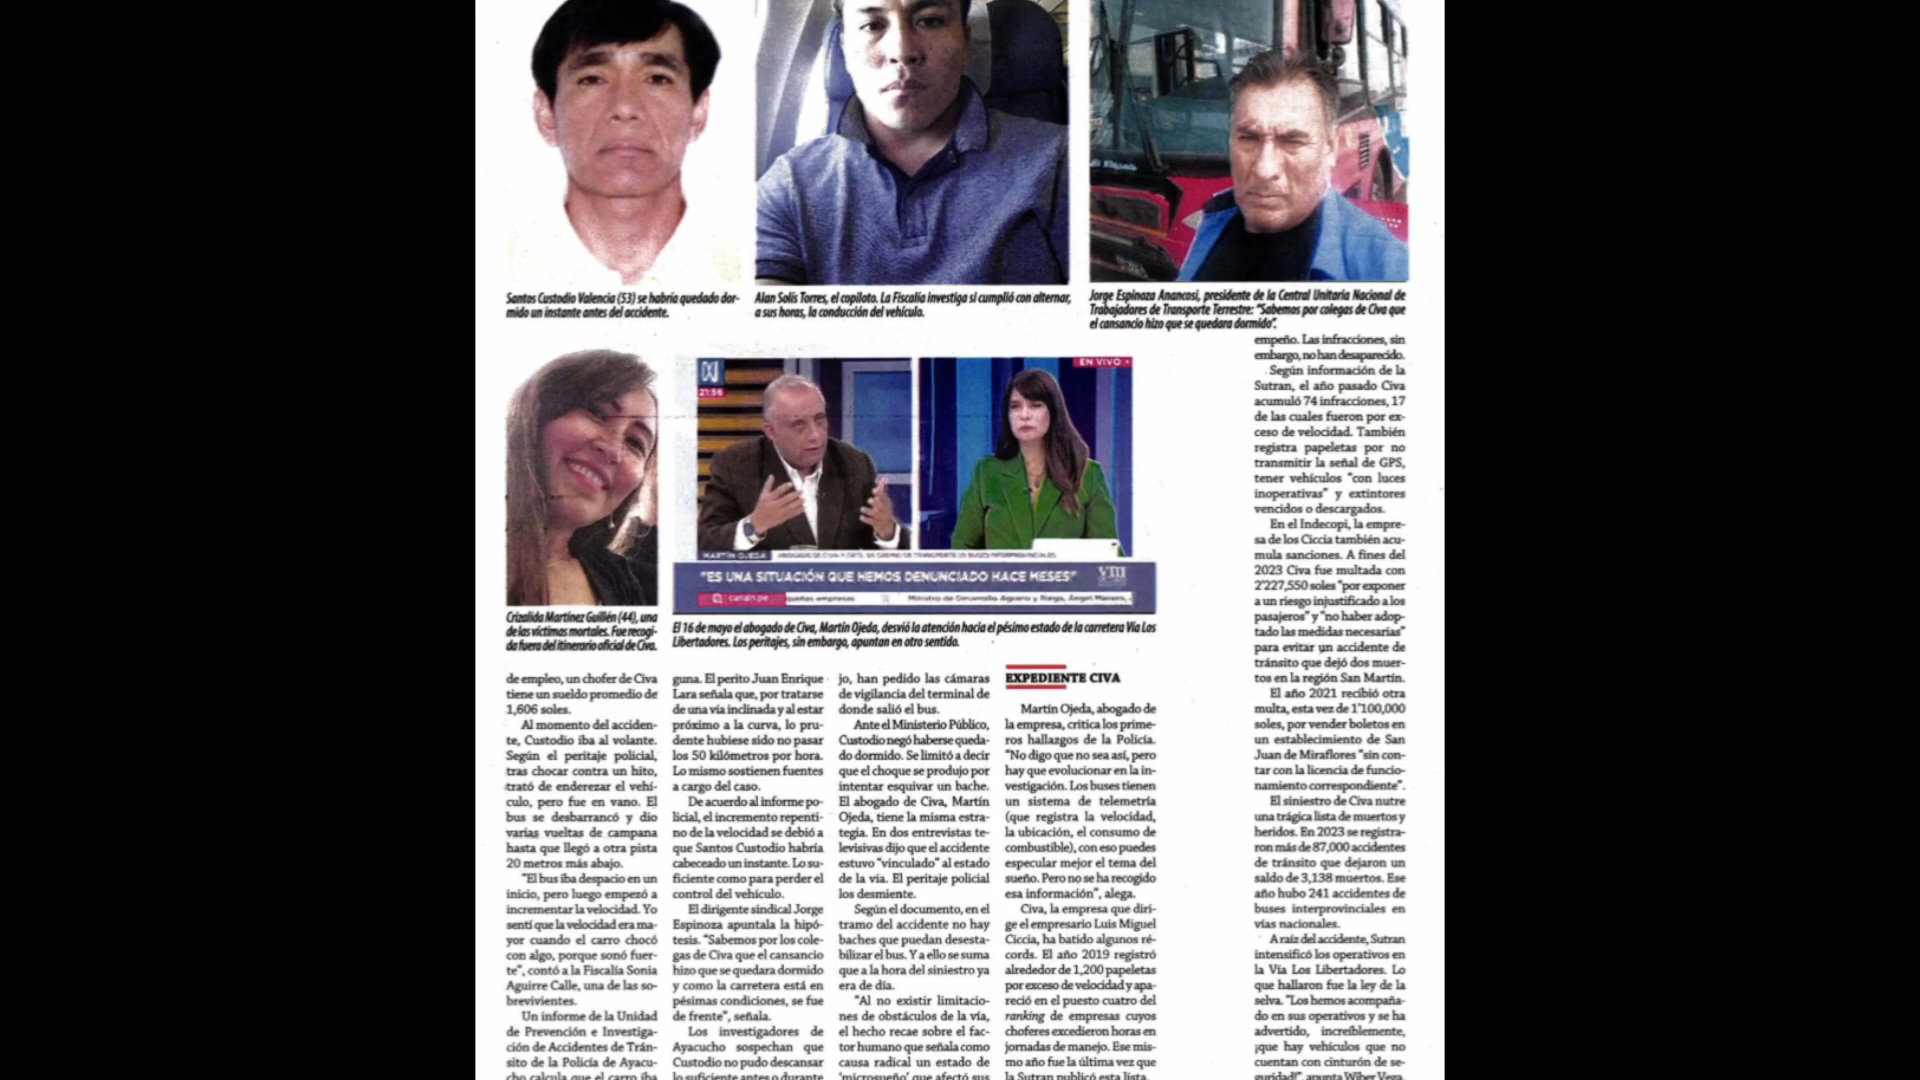 Santos Custodio Valencia (53) se habría quedado dor-
mido un instante antes del accidente.
Alan Solís Torres, el copiloto. La Fiscalía investiga si cumplió con alternar,
a sus horas, la conducción del vehículo.
Jorge Espinoza Anancosi, presidente de la Central Unitaria Nacional de
Trabajadores de Transporte Terrestre: "Sabemos por colegas de Civa que
el cansancio hizo que se quedara dormido".
EN VIVO
21:56
MARTÍN OJEDA
"ES UNA SITUACIÓN QUE HEMOS DENUNCIADO HACE MESES"
canaln.pe
queñas empresas
Ministro de Desarrollo Agrario y Riego, Ángel Manero,
Crizalida Martínez Guillén (44), una
de las víctimas mortales. Fue recogi-
da fuera del itinerario oficial de Civa.
El 16 de mayo el abogado de Civa, Martín Ojeda, desvió la atención hacia el pésimo estado de la carretera Vía Los
Libertadores. Los peritajes, sin embargo, apuntan en otro sentido.
de empleo, un chofer de Civa
tiene un sueldo promedio de
1,606 soles.
Al momento del acciden-
te, Custodio iba al volante.
Según el peritaje policial,
tras chocar contra un hito,
trató de enderezar el vehí-
culo, pero fue en vano. El
bus se desbarrancó y dio
varias vueltas de campana
hasta que llegó a otra pista
20 metros más abajo.
"El bus iba despacio en un
inicio, pero luego empezó a
incrementar la velocidad. Yo
sentí que la velocidad era ma-
yor cuando el carro chocó
con algo, porque sonó fuer-
te", contó a la Fiscalía Sonia
Aguirre Calle, una de las so-
brevivientes.
Un informe de la Unidad
de Prevención e Investiga-
ción de Accidentes de Trán-
sito de la Policía de Ayacu-
cho calcula que el carro iba
guna. El perito Juan Enrique
Lara señala que, por tratarse
de una vía inclinada y al estar
próximo a la curva, lo pru-
dente hubiese sido no pasar
los 50 kilómetros por hora.
Lo mismo sostienen fuentes
a cargo del caso.
De acuerdo al informe po-
licial, el incremento repenti-
no de la velocidad se debió a
que Santos Custodio habría
cabeceado un instante. Lo su-
ficiente como para perder el
control del vehículo.
El dirigente sindical Jorge
Espinoza apuntala la hipó-
tesis. "Sabemos por los cole-
gas de Civa que el cansancio
hizo que se quedara dormido
y como la carretera está en
pésimas condiciones, se fue
de frente", señala.
Los investigadores de
Ayacucho sospechan que
Custodio no pudo descansar
lo suficiente antes o durante
jo, han pedido las cámaras
de vigilancia del terminal de
donde salió el bus.
Ante el Ministerio Público,
Custodio negó haberse queda-
do dormido. Se limitó a decir
que el choque se produjo por
intentar esquivar un bache.
El abogado de Civa, Martín
Ojeda, tiene la misma estra-
tegia. En dos entrevistas te-
levisivas dijo que el accidente
estuvo "vinculado" al estado
de la vía. El peritaje policial
los desmiente.
Según el documento, en el
tramo del accidente no hay
baches que puedan desesta-
bilizar el bus. Y a ello se suma
que a la hora del siniestro ya
era de día.
"Al no existir limitacio-
nes de obstáculos de la vía,
el hecho recae sobre el fac-
tor humano que señala como
causa radical un estado de
'microsueño' que afectó sus
EXPEDIENTE CIVA
Martín Ojeda, abogado de
la empresa, critica los prime-
ros hallazgos de la Policía.
"No digo que no sea así, pero
hay que evolucionar en la in-
vestigación. Los buses tienen
un sistema de telemetría
(que registra la velocidad,
la ubicación, el consumo de
combustible), con eso puedes
especular mejor el tema del
sueño. Pero no se ha recogido
esa información", alega.
Civa, la empresa que diri-
ge el empresario Luis Miguel
Ciccia, ha batido algunos ré-
cords. El año 2019 registró
alrededor de 1,200 papeletas
por exceso de velocidad y apa-
reció en el puesto cuatro del
ranking de empresas cuyos
choferes excedieron horas en
jornadas de manejo. Ese mis-
mo año fue la última vez que
la Sutran publicó esta lista.
empeño. Las infracciones, sin
embargo, no han desaparecido.
Según información de la
Sutran, el año pasado Civa
acumuló 74 infracciones, 17
de las cuales fueron por ex-
ceso de velocidad. También
registra papeletas por no
transmitir la señal de GPS,
tener vehículos "con luces
inoperativas" y extintores
vencidos o descargados.
En el Indecopi, la empre-
sa de los Ciccia también acu-
mula sanciones. A fines del
2023 Civa fue multada con
2'227,550 soles "por exponer
a un riesgo injustificado a los
pasajeros" y "no haber adop-
tado las medidas necesarias"
para evitar un accidente de
tránsito que dejó dos muer-
tos en la región San Martín.
El año 2021 recibió otra
multa, esta vez de 1'100,000
soles, por vender boletos en
un establecimiento de San
Juan de Miraflores "sin con-
tar con la licencia de funcio-
namiento correspondiente".
El siniestro de Civa nutre
una trágica lista de muertos y
heridos. En 2023 se registra-
ron más de 87,000 accidentes
de tránsito que dejaron un
saldo de 3,138 muertos. Ese
año hubo 241 accidentes de
buses interprovinciales en
vías nacionales.
A raíz del accidente, Sutran
intensificó los operativos en
la Vía Los Libertadores. Lo
que hallaron fue la ley de la
selva. "Los hemos acompaña-
do en sus operativos y se ha
advertido, increíblemente,
¡que hay vehículos que no
cuentan con cinturón de se-
guridad!", apunta Wiber Vega,